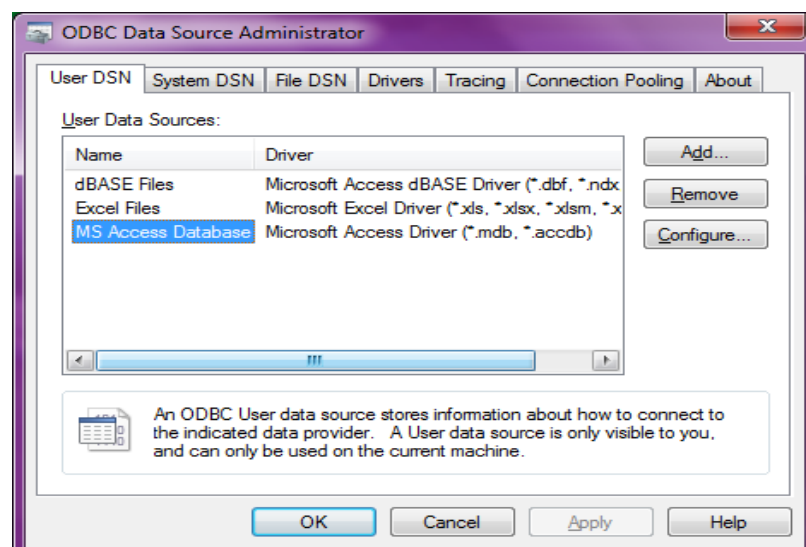 ODBC Data Source Administrator
User DSN System DSN File DSN Drivers Tracing Connection Pooling About
User Data Sources:
Name Driver
dBASE Files Microsoft Access dBASE Driver (*.dbf, *.ndx
Excel Files Microsoft Excel Driver (*.xls, *.xlsx, *.xlsm, *.x
MS Access Database Microsoft Access Driver (*.mdb, *.accdb)
Add...
Remove
Configure...
An ODBC User data source stores information about how to connect to
the indicated data provider. A User data source is only visible to you,
and can only be used on the current machine.
OK Cancel Apply Help